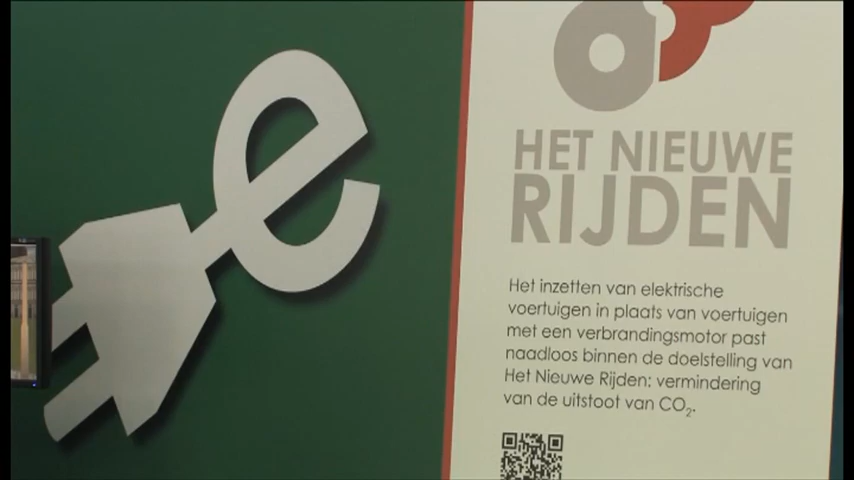 e
HET NIEUWE
RIJDEN
Het inzetten van elektrische
voertuigen in plaats van voertuigen
met een verbrandingsmotor past
naadloos binnen de doelstelling van
Het Nieuwe Rijden: vermindering
van de uitstoot van CO₂.